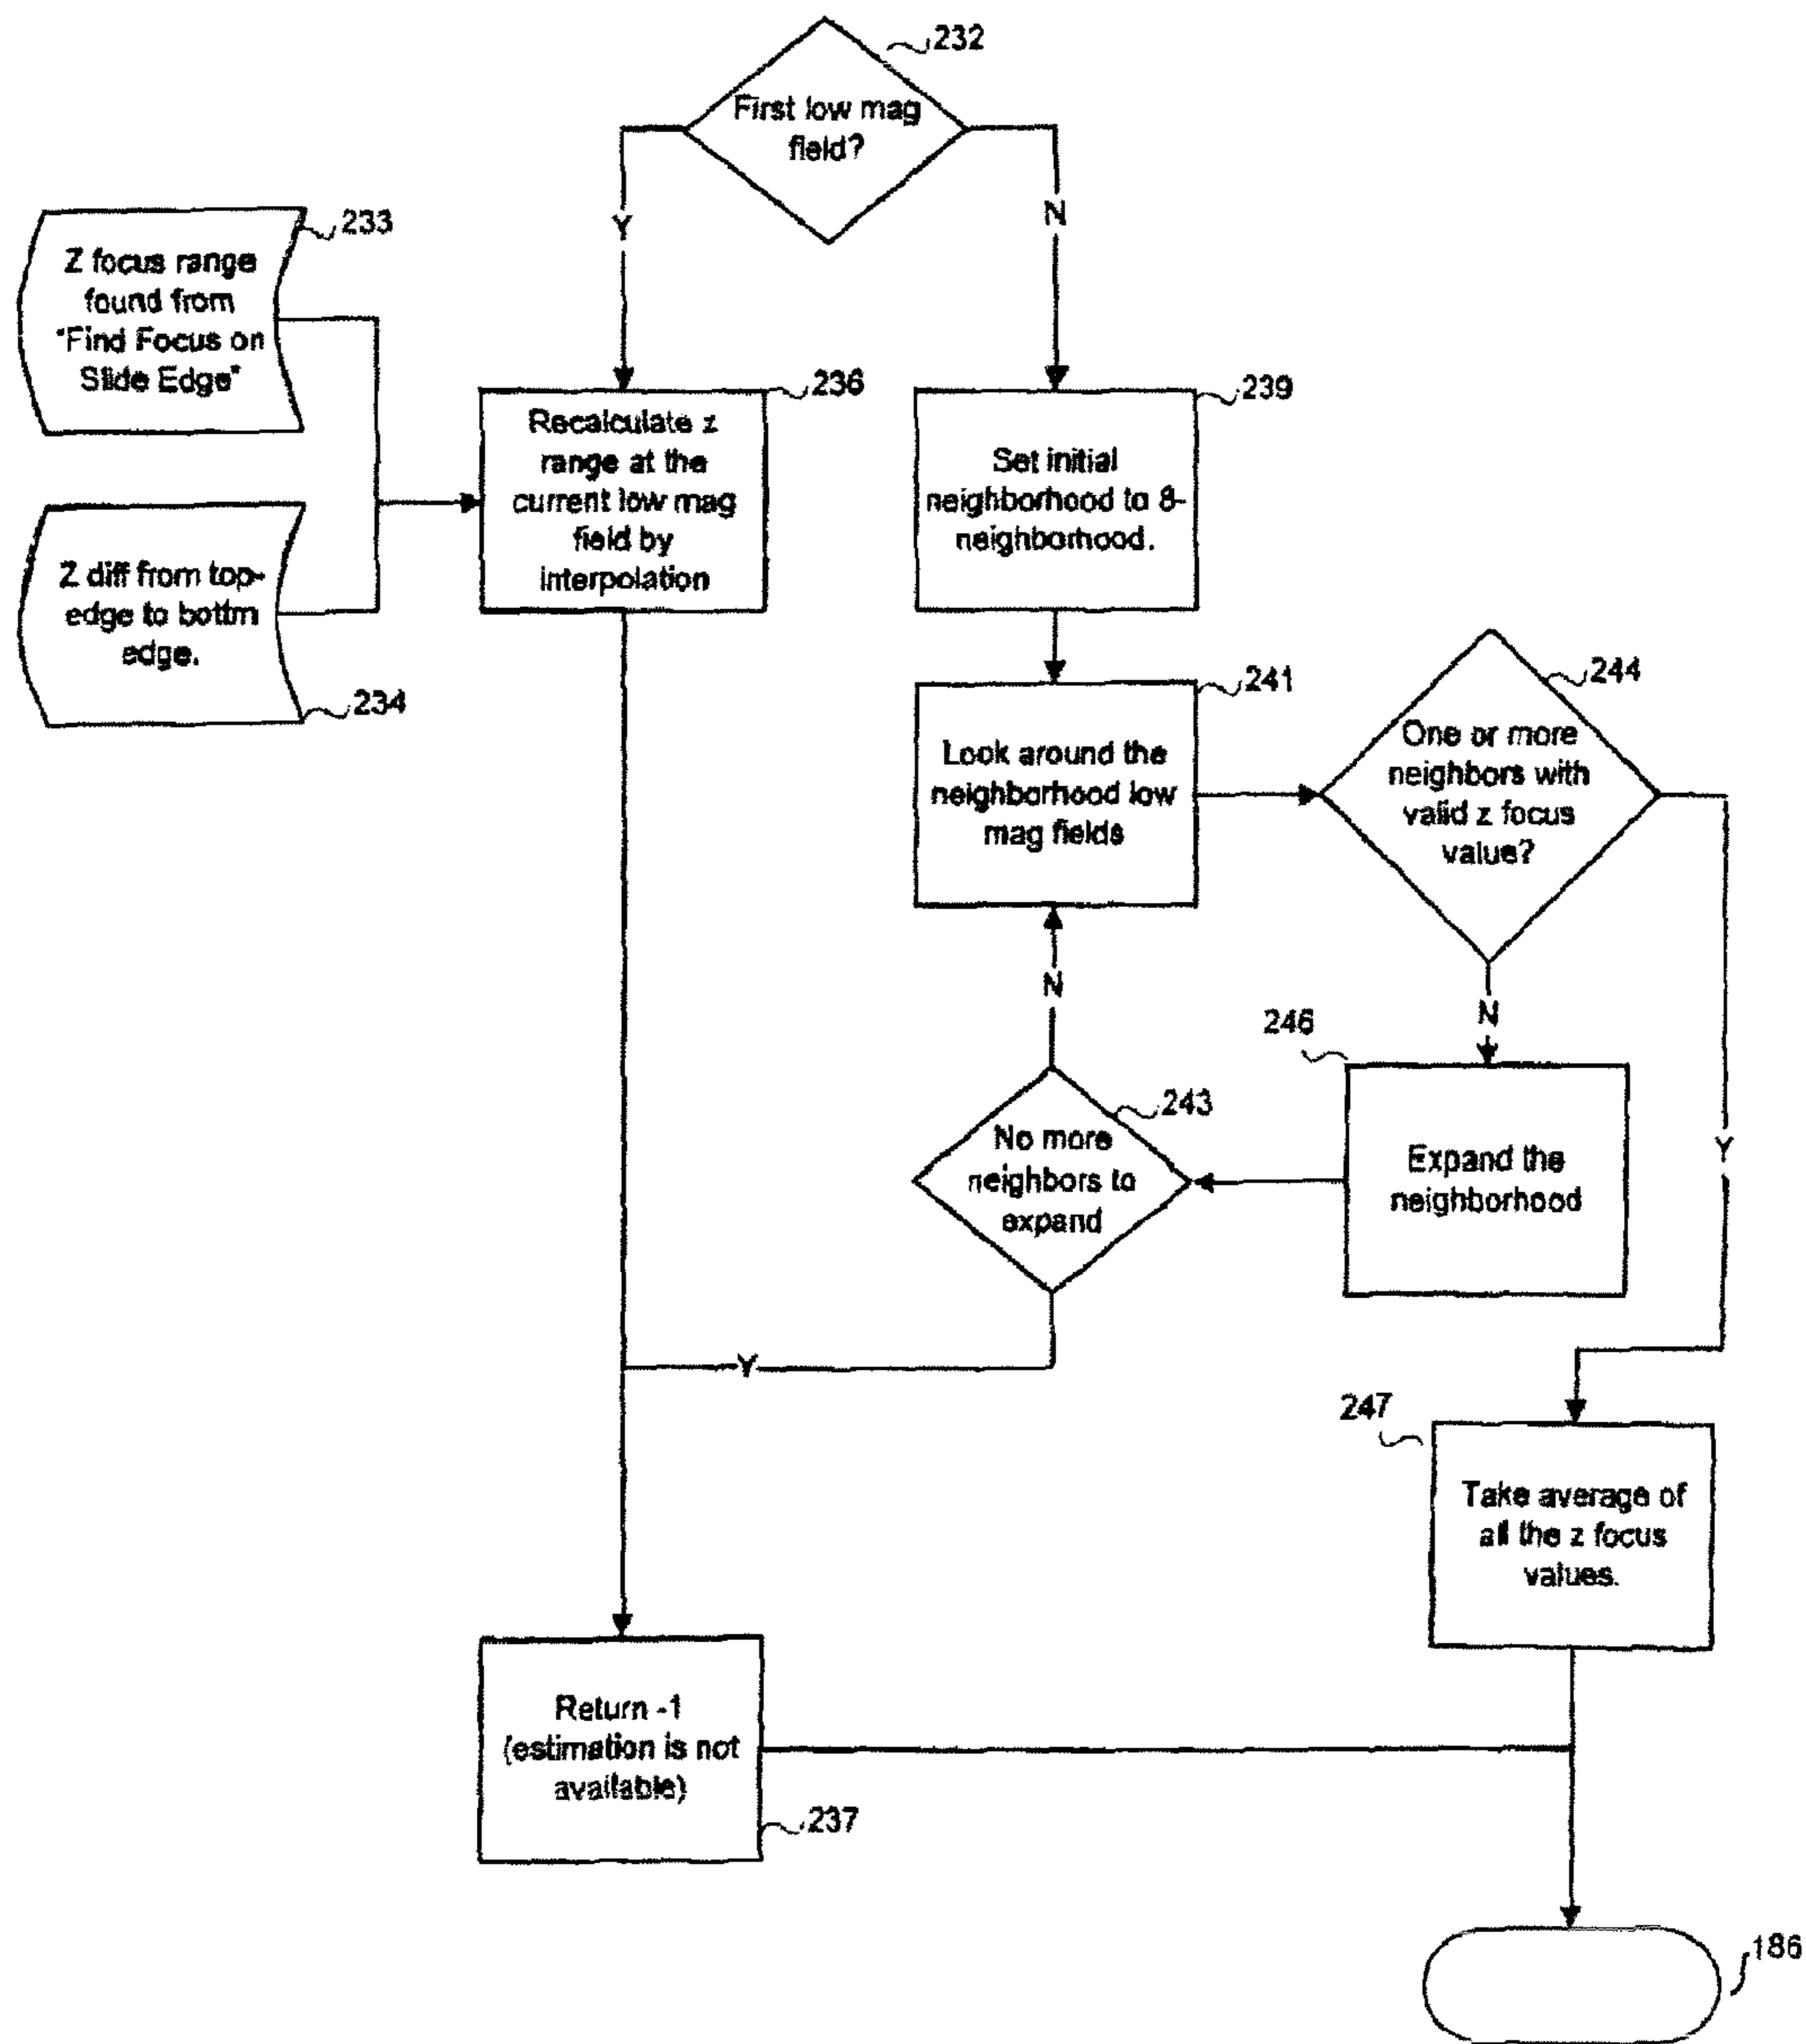 232
First low mag
field?
Y
N
233
Z focus range
found from
"Find Focus on
Slide Edge"
234
Z diff from top-
edge to bottm
edge.
236
Recalculate z
range at the
current low mag
field by
interpolation
239
Set initial
neighborhood to 8-
neighborhood.
241
Look around the
neighborhood low
mag fields
244
One or more
neighbors with
valid z focus
value?
N
N
Y
246
Expand the
neighborhood
243
No more
neighbors to
expand
Y
247
Take average of
all the z focus
values.
Return -1
(estimation is not
available)
237
186